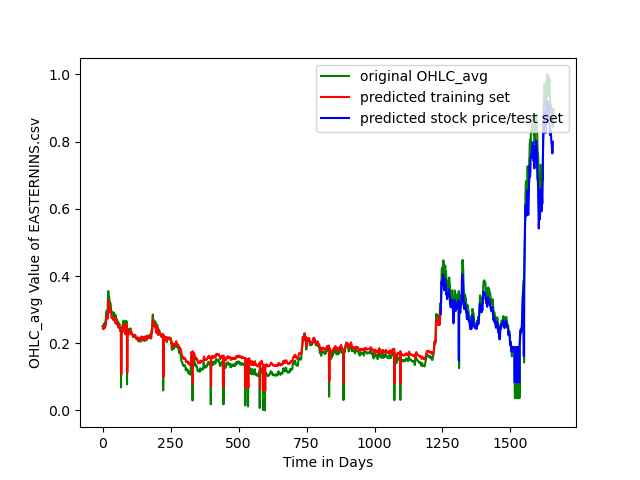 original OHLC_avg
predicted training set
predicted stock price/test set
1.0
0.8
0.6
0.4
0.2
0.0
OHLC_avg Value of EASTERNINS.csv
0 250 500 750 1000 1250 1500
Time in Days